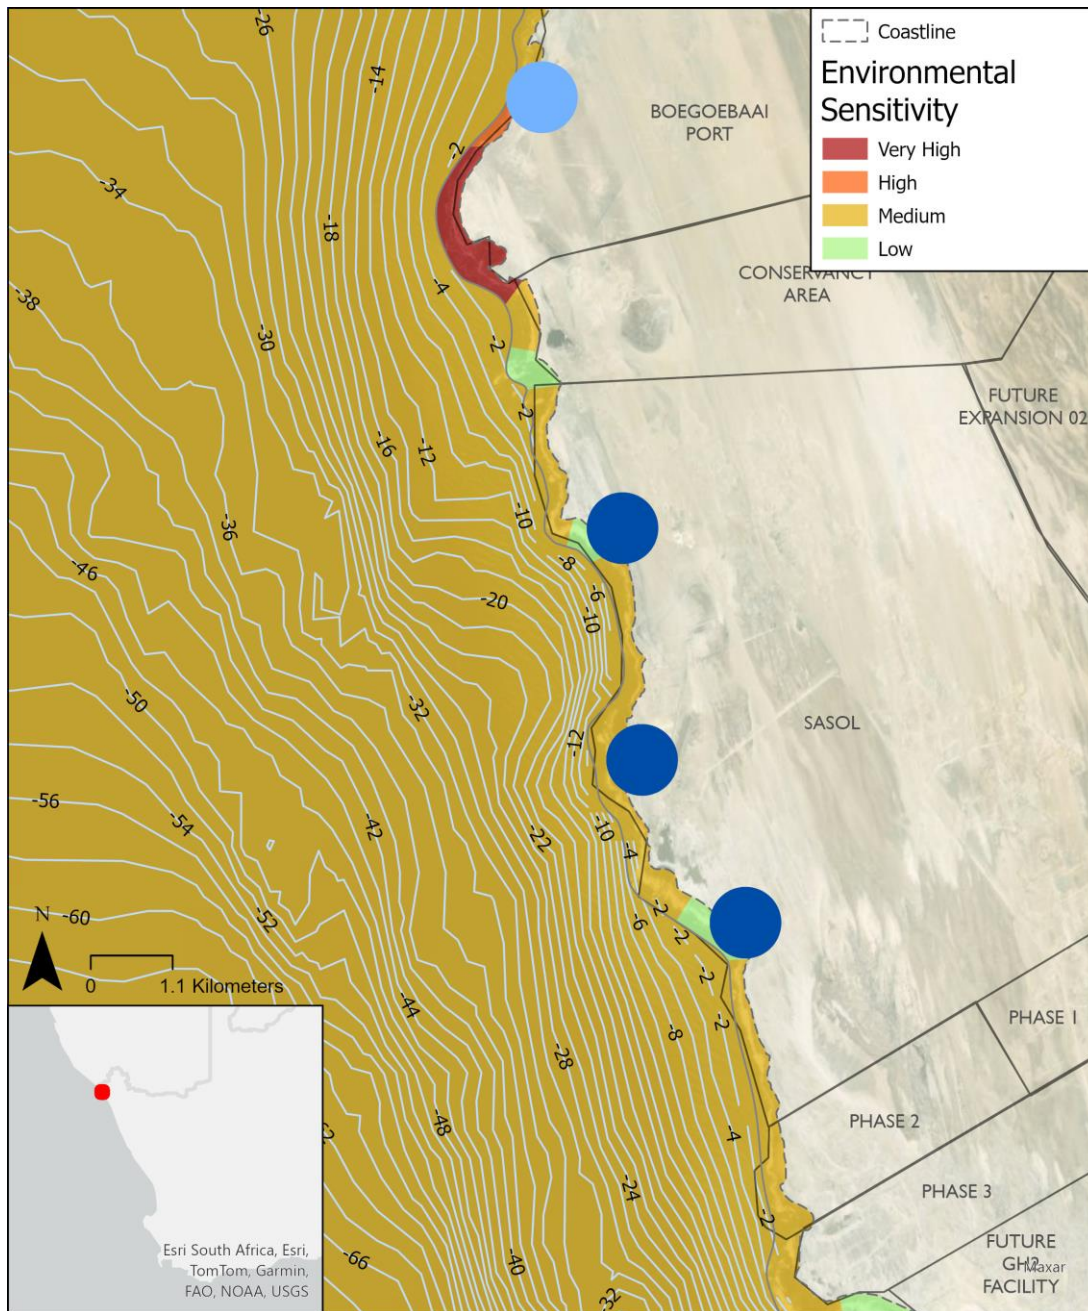 Coastline
Environmental
Sensitivity
Very High
High
Medium
Low
BOEGOEBAAI
PORT
CONSERVANCY
AREA
FUTURE
EXPANSION 02
SASOL
PHASE 1
PHASE 2
PHASE 3
FUTURE
GH2
FACILITY
Maxar
-26
-14
-2
-34
-18
-4
-38
-30
-2
-2
-16
-12
-10
-36
-8
-46
-6
-20
-10
-50
-32
-12
-56
-54
-42
-22
-10
-4
-60
-52
-6
-2
-2
-2
-44
-2
-8
-28
-48
-4
-24
-2
-66
-40
-32
N
0 1.1 Kilometers
Esri South Africa, Esri,
TomTom, Garmin,
FAO, NOAA, USGS